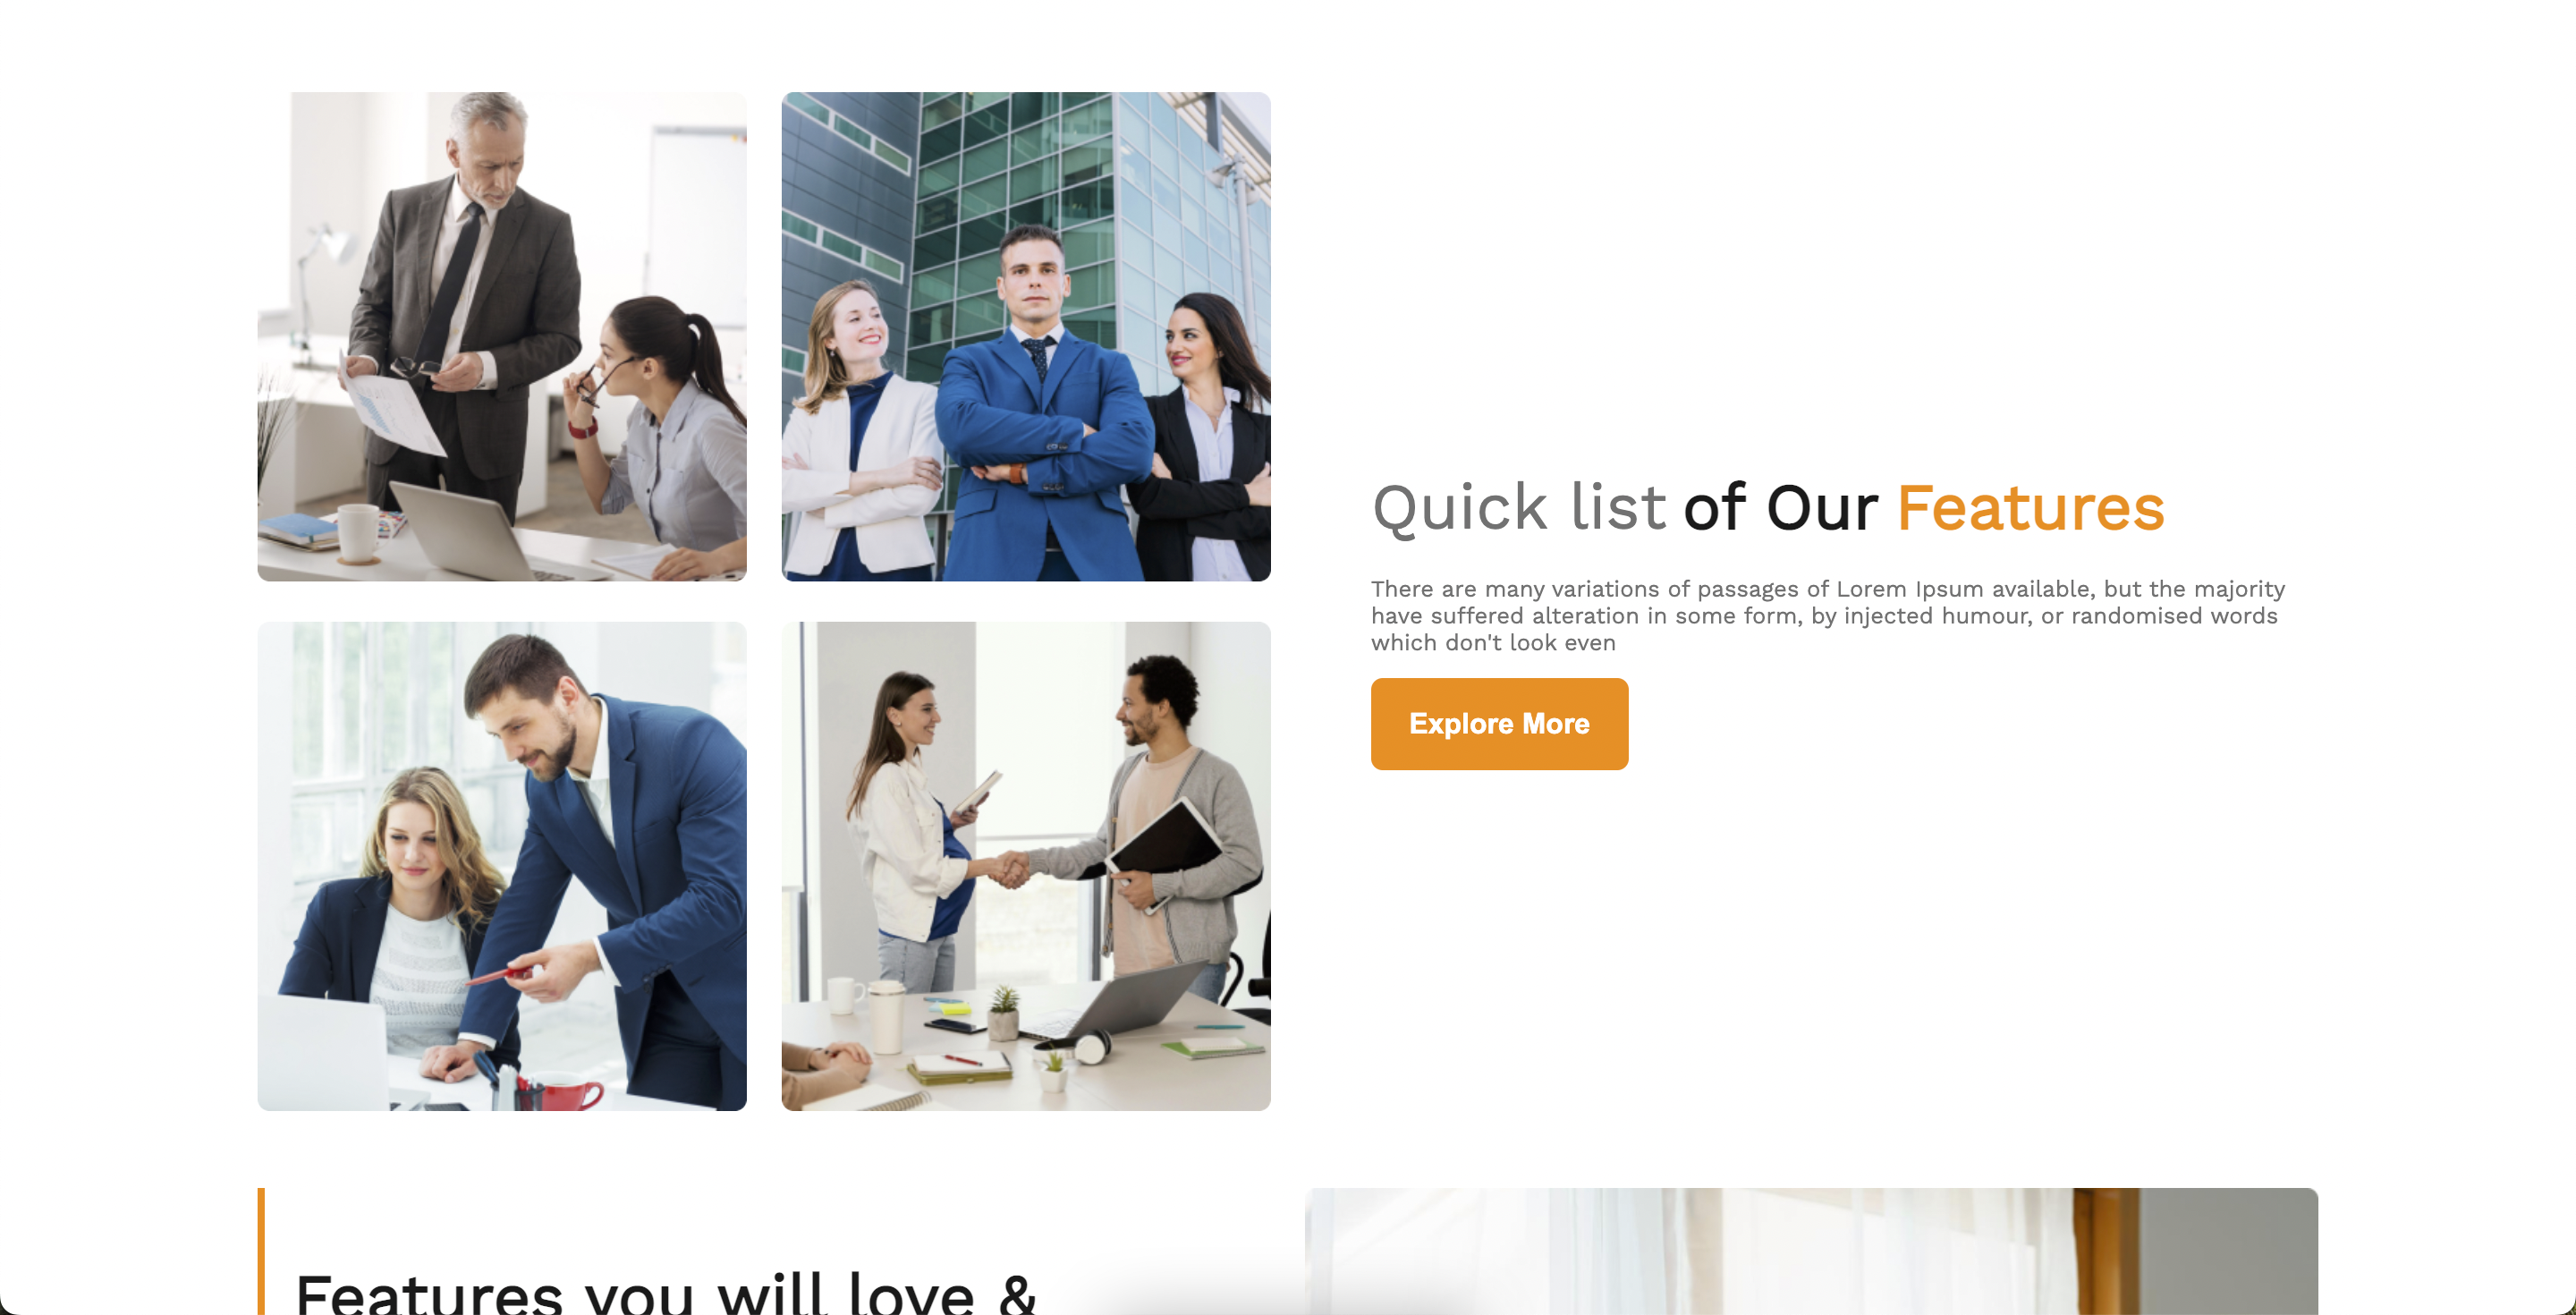 Quick list of Our Features
There are many variations of passages of Lorem Ipsum available, but the majority
have suffered alteration in some form, by injected humour, or randomised words
which don't look even
Explore More
Features you will love &